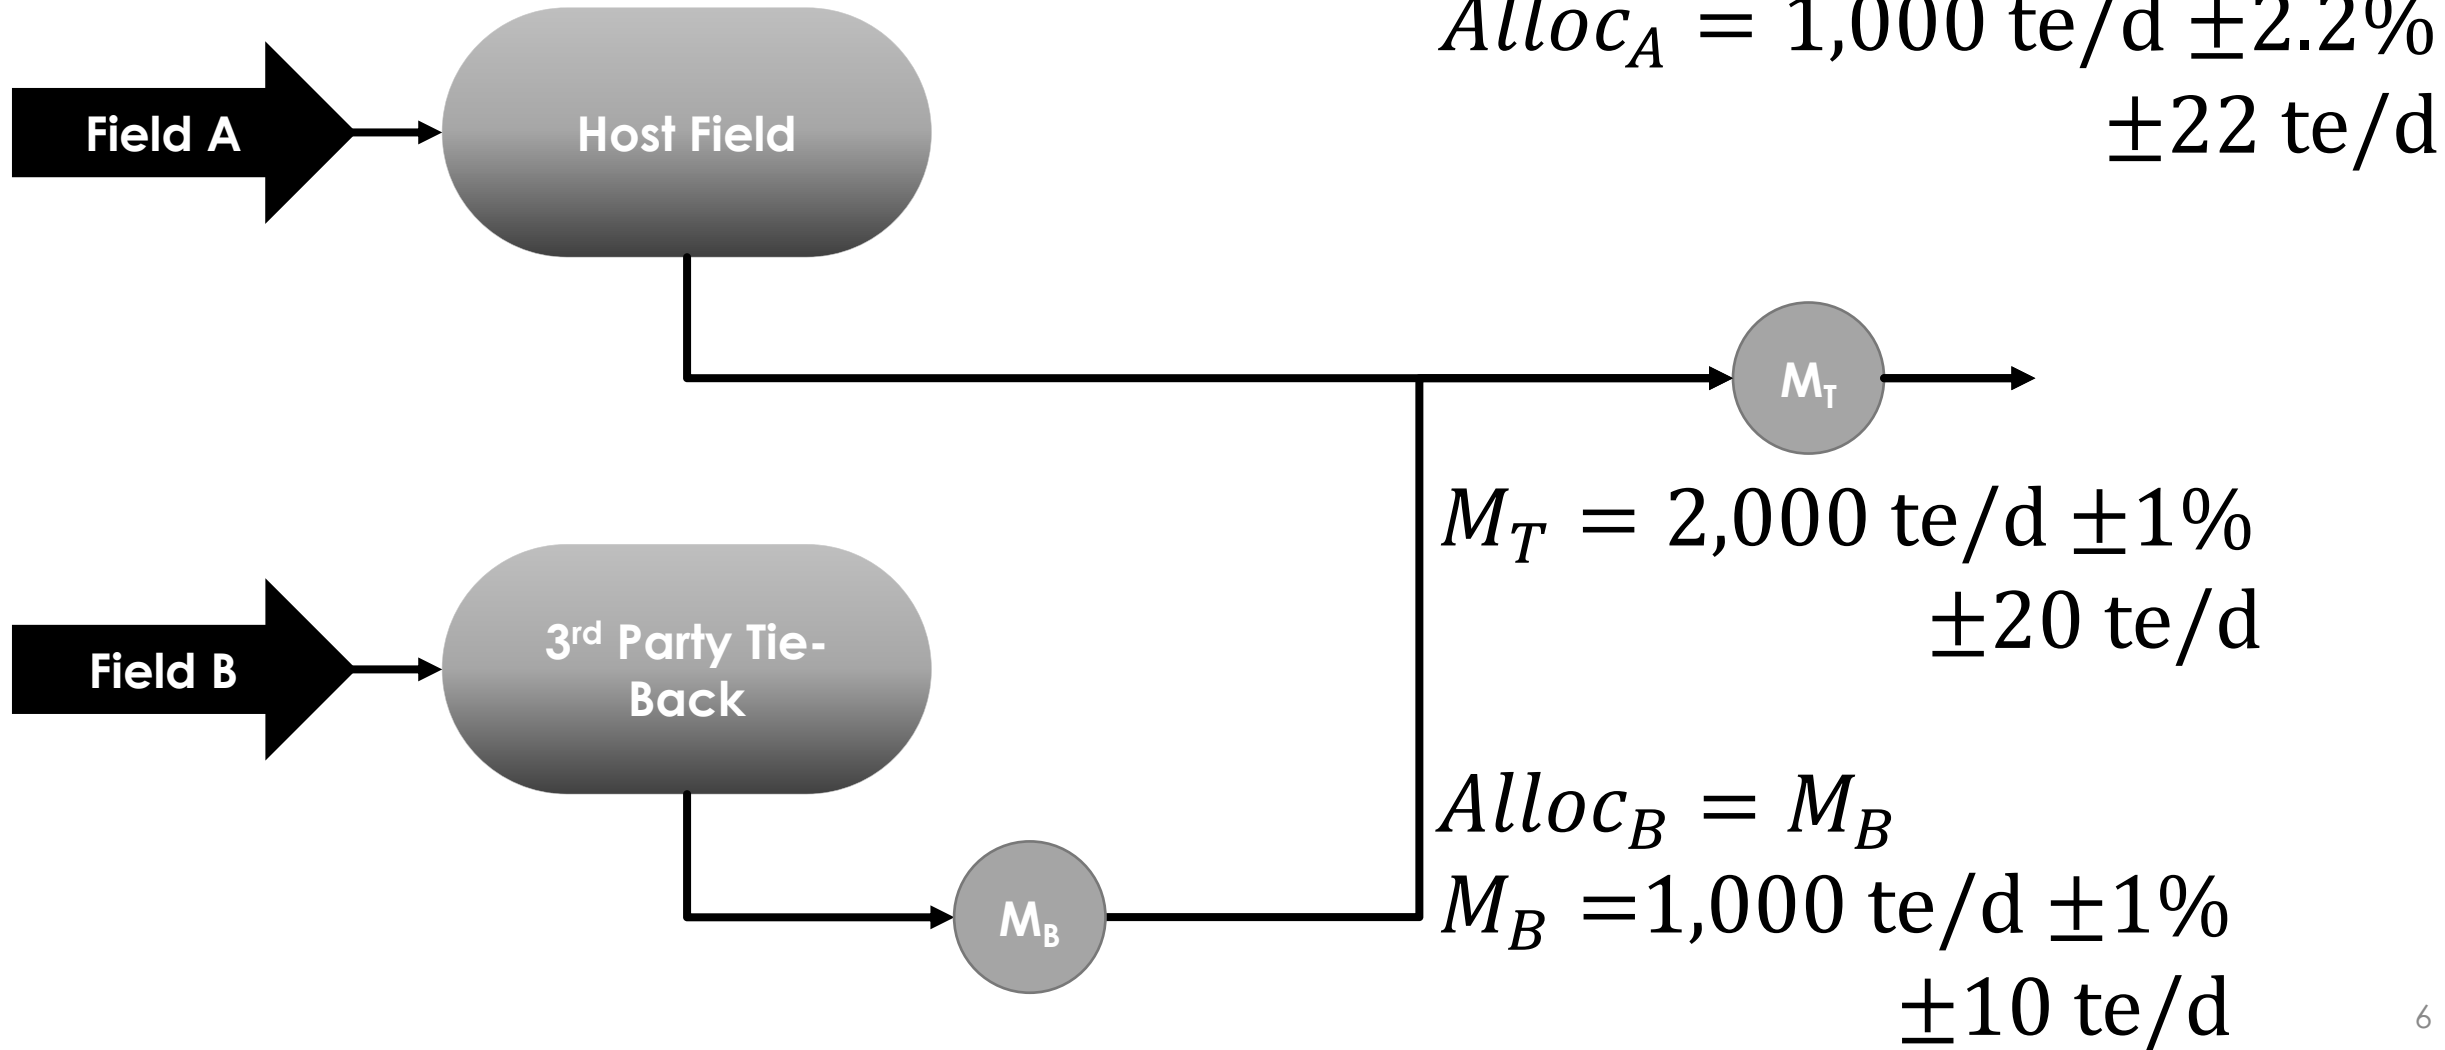 Alloc_A = 1,000 te/d ±2.2%
±22 te/d
Field A
Host Field
M_T
M_T = 2,000 te/d ±1%
±20 te/d
Field B
3rd Party Tie-
Back
Alloc_B = M_B
M_B =1,000 te/d ±1%
±10 te/d
M_B
6